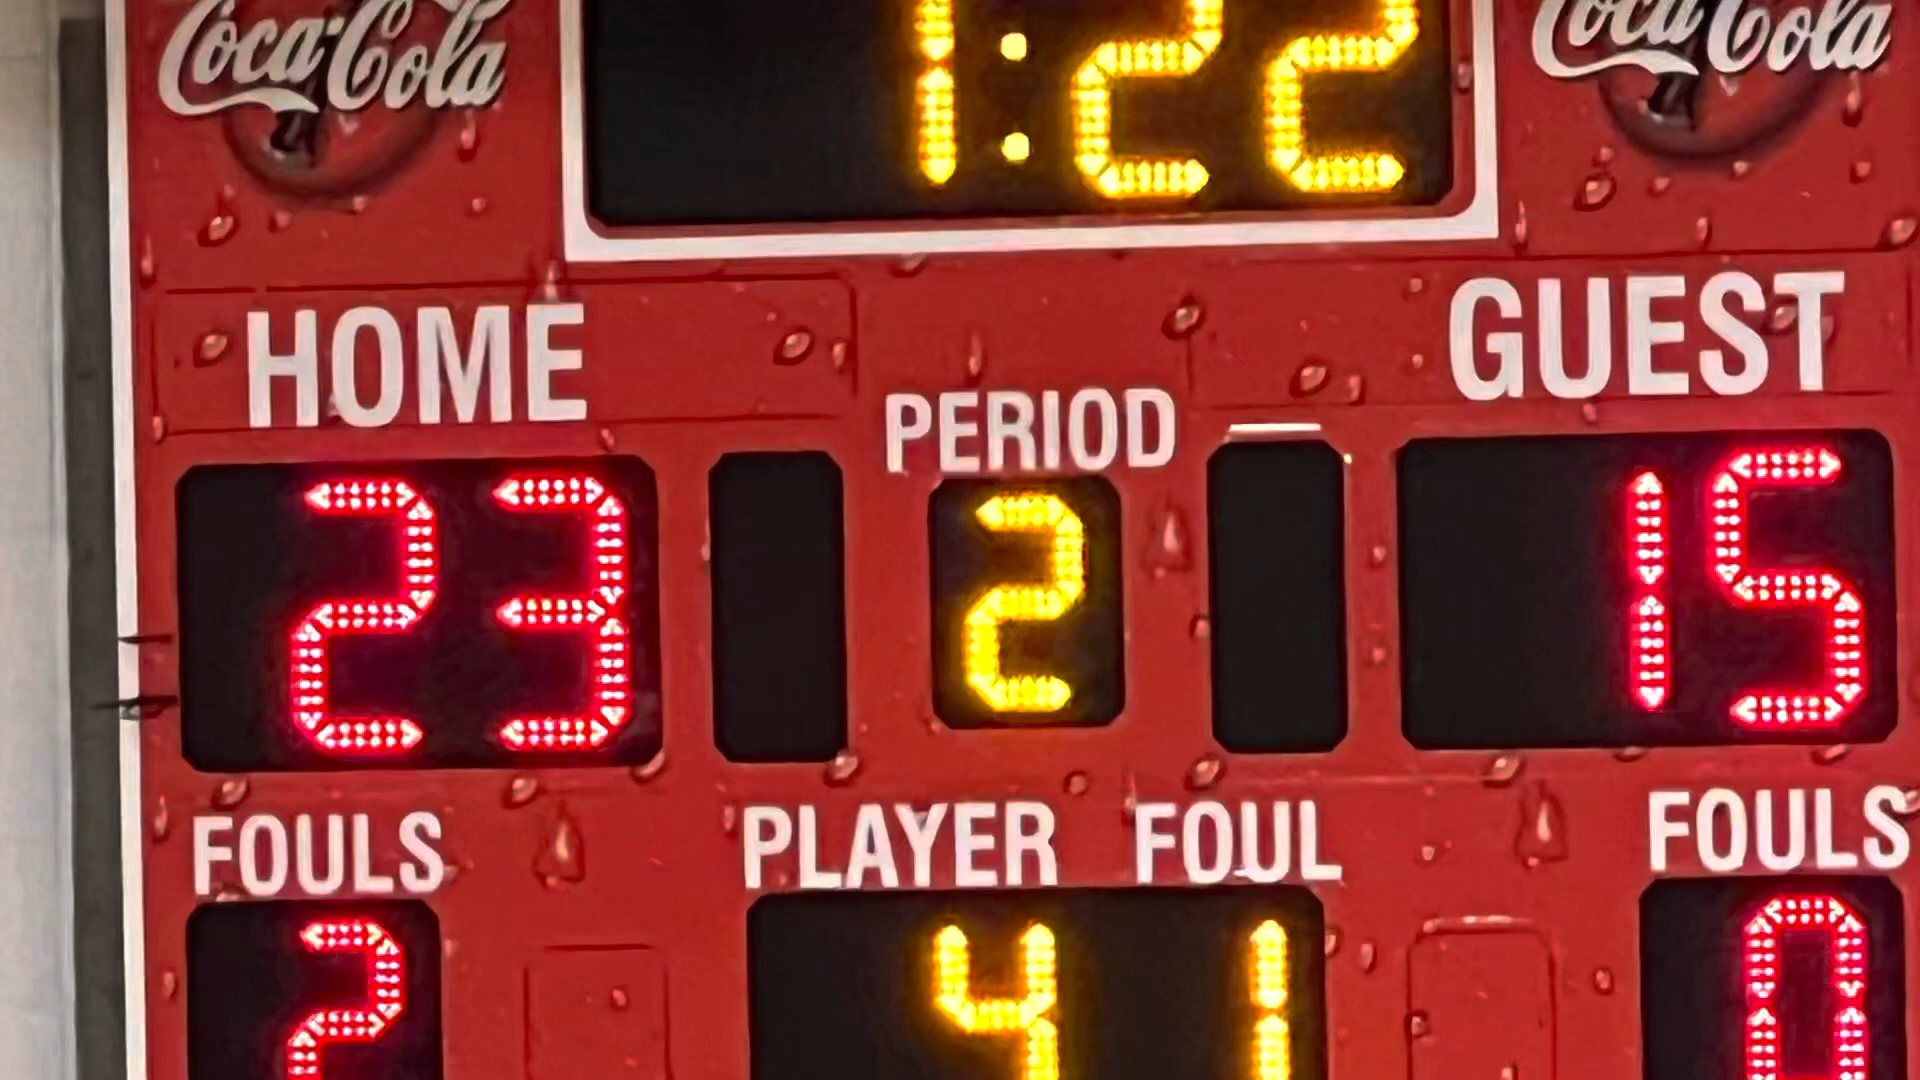 Coca-Cola
1:22
Coca-Cola
HOME
GUEST
PERIOD
23
2
15
FOULS
PLAYER FOUL
FOULS
2
4 1
0